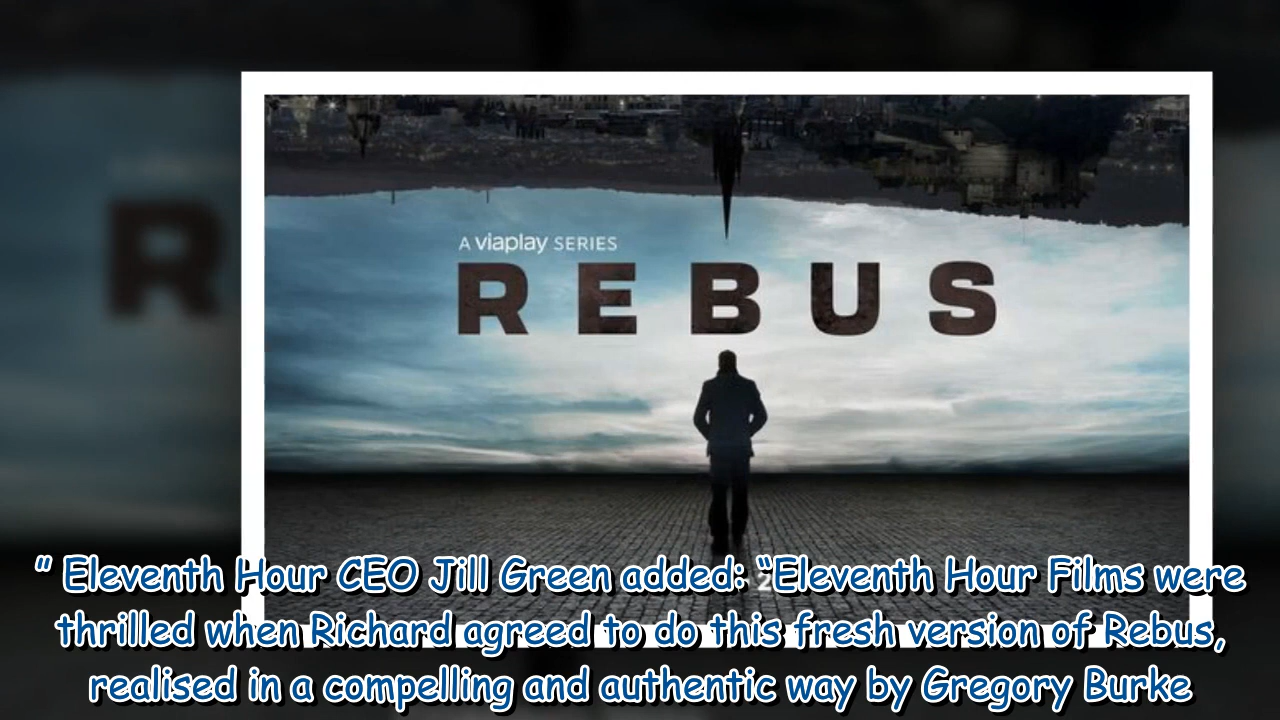 A viaplay SERIES
REBUS
R
” Eleventh Hour CEO Jill Green added: “Eleventh Hour Films were
thrilled when Richard agreed to do this fresh version of Rebus,
realised in a compelling and authentic way by Gregory Burke